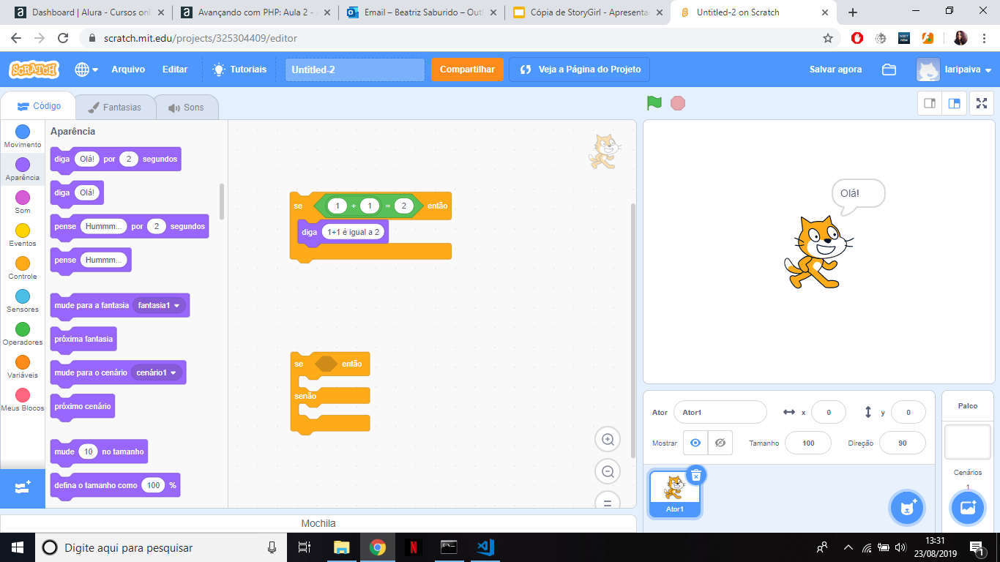 Dashboard | Alura - Cursos onl
Avançando com PHP: Aula 2 - A
Email – Beatriz Saburido – Outl
Cópia de StoryGirl - Apresenta
Untitled-2 on Scratch
scratch.mit.edu/projects/325304409/editor
SCRATCH
Arquivo
Editar
Tutoriais
Untitled-2
Compartilhar
Veja a Página do Projeto
Salvar agora
laripaiva
Código
Fantasias
Sons
Movimento
Aparência
Som
Eventos
Controle
Sensores
Operadores
Variáveis
Meus Blocos
Aparência
diga Olá! por 2 segundos
diga Olá!
pense Hummm... por 2 segundos
pense Hummm...
mude para a fantasia fantasia1
próxima fantasia
mude para o cenário cenário1
próximo cenário
mude 10 no tamanho
defina o tamanho como 100 %
se 1 + 1 = 2 então
diga 1+1 é igual a 2
se então
senão
Olá!
Ator Ator1 x 0 y 0
Mostrar Tamanho 100 Direção 90
Ator1
Palco
Cenários
1
Mochila
Digite aqui para pesquisar
13:31
23/08/2019
1